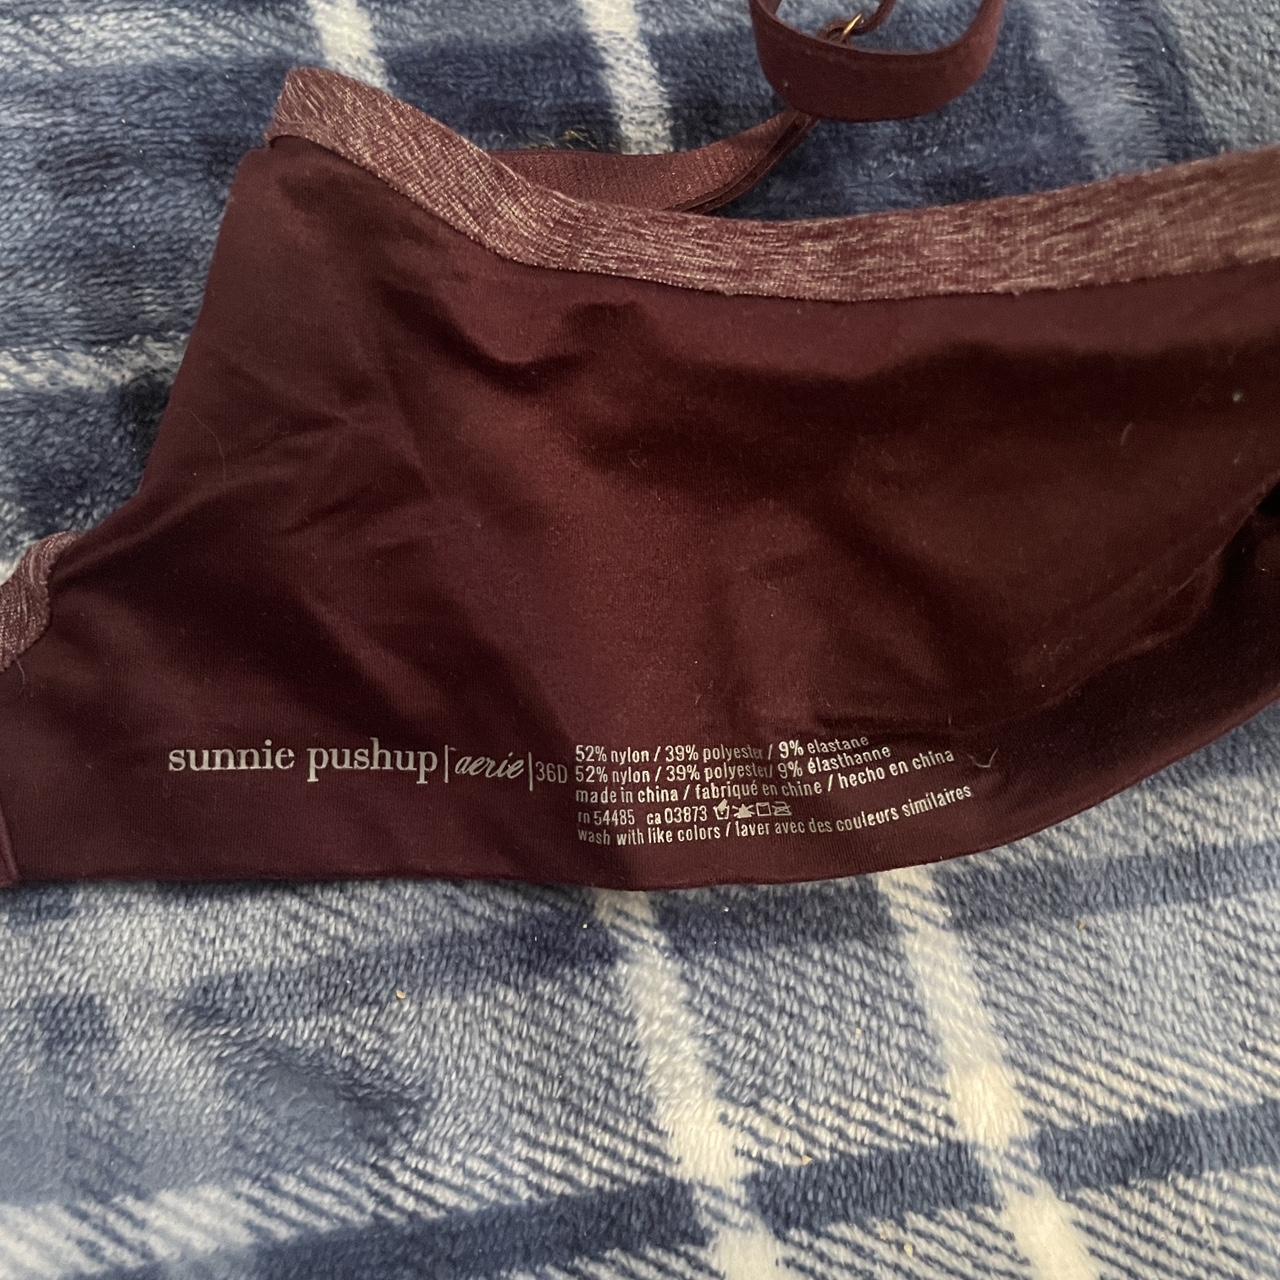 sunnie pushup | aerie | 36D
52% nylon / 39% polyester / 9% elastane
52% nylon / 39% polyester / 9% élasthanne
made in china / fabriqué en chine / hecho en china
rn 54485 ca 03873
wash with like colors / laver avec des couleurs similaires